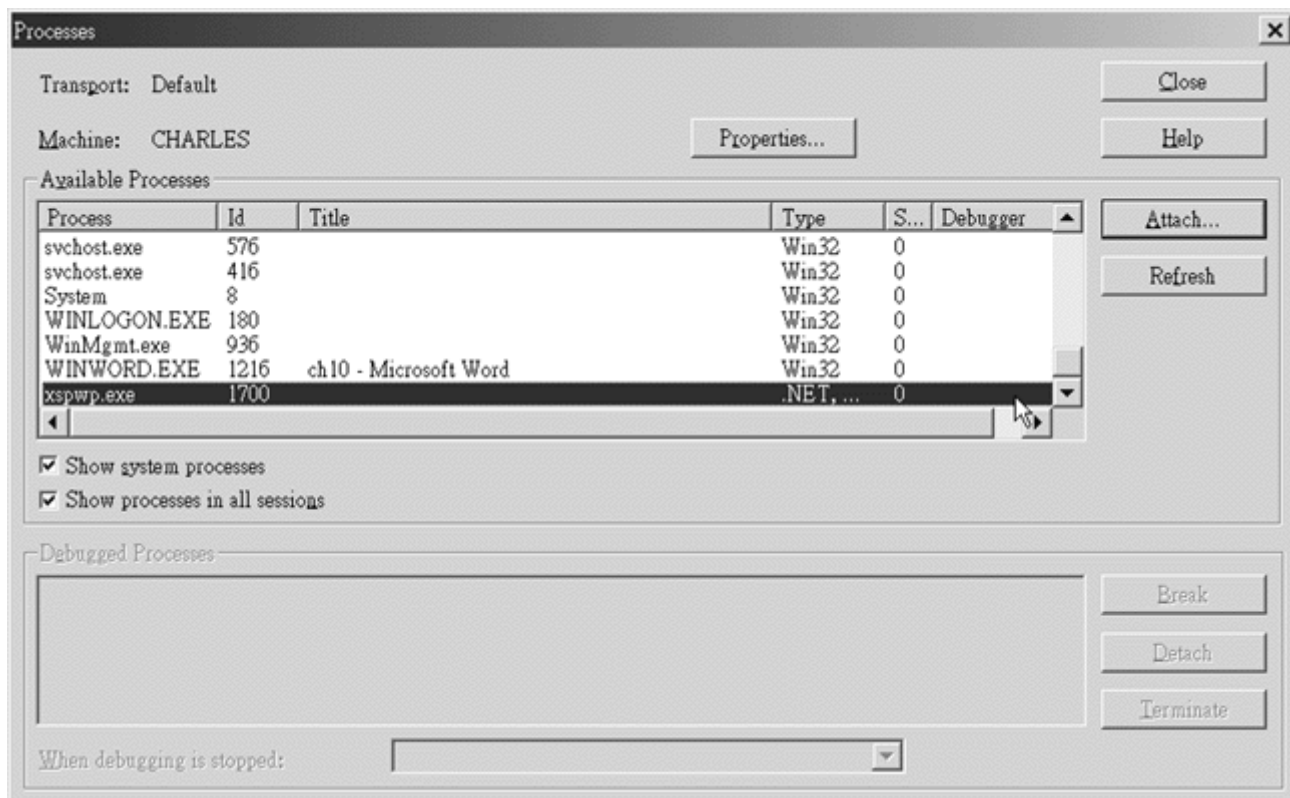 Processes
Transport: Default
Close
Machine: CHARLES
Properties...
Help
Available Processes
Process Id Title Type S... Debugger
Attach...
svchost.exe 576 Win32 0
svchost.exe 416 Win32 0
Refresh
System 8 Win32 0
WINLOGON.EXE 180 Win32 0
WinMgmt.exe 936 Win32 0
WINWORD.EXE 1216 ch10 - Microsoft Word Win32 0
xspwp.exe 1700 .NET, ... 0
Show system processes
Show processes in all sessions
Debugged Processes
Break
Detach
Terminate
When debugging is stopped: